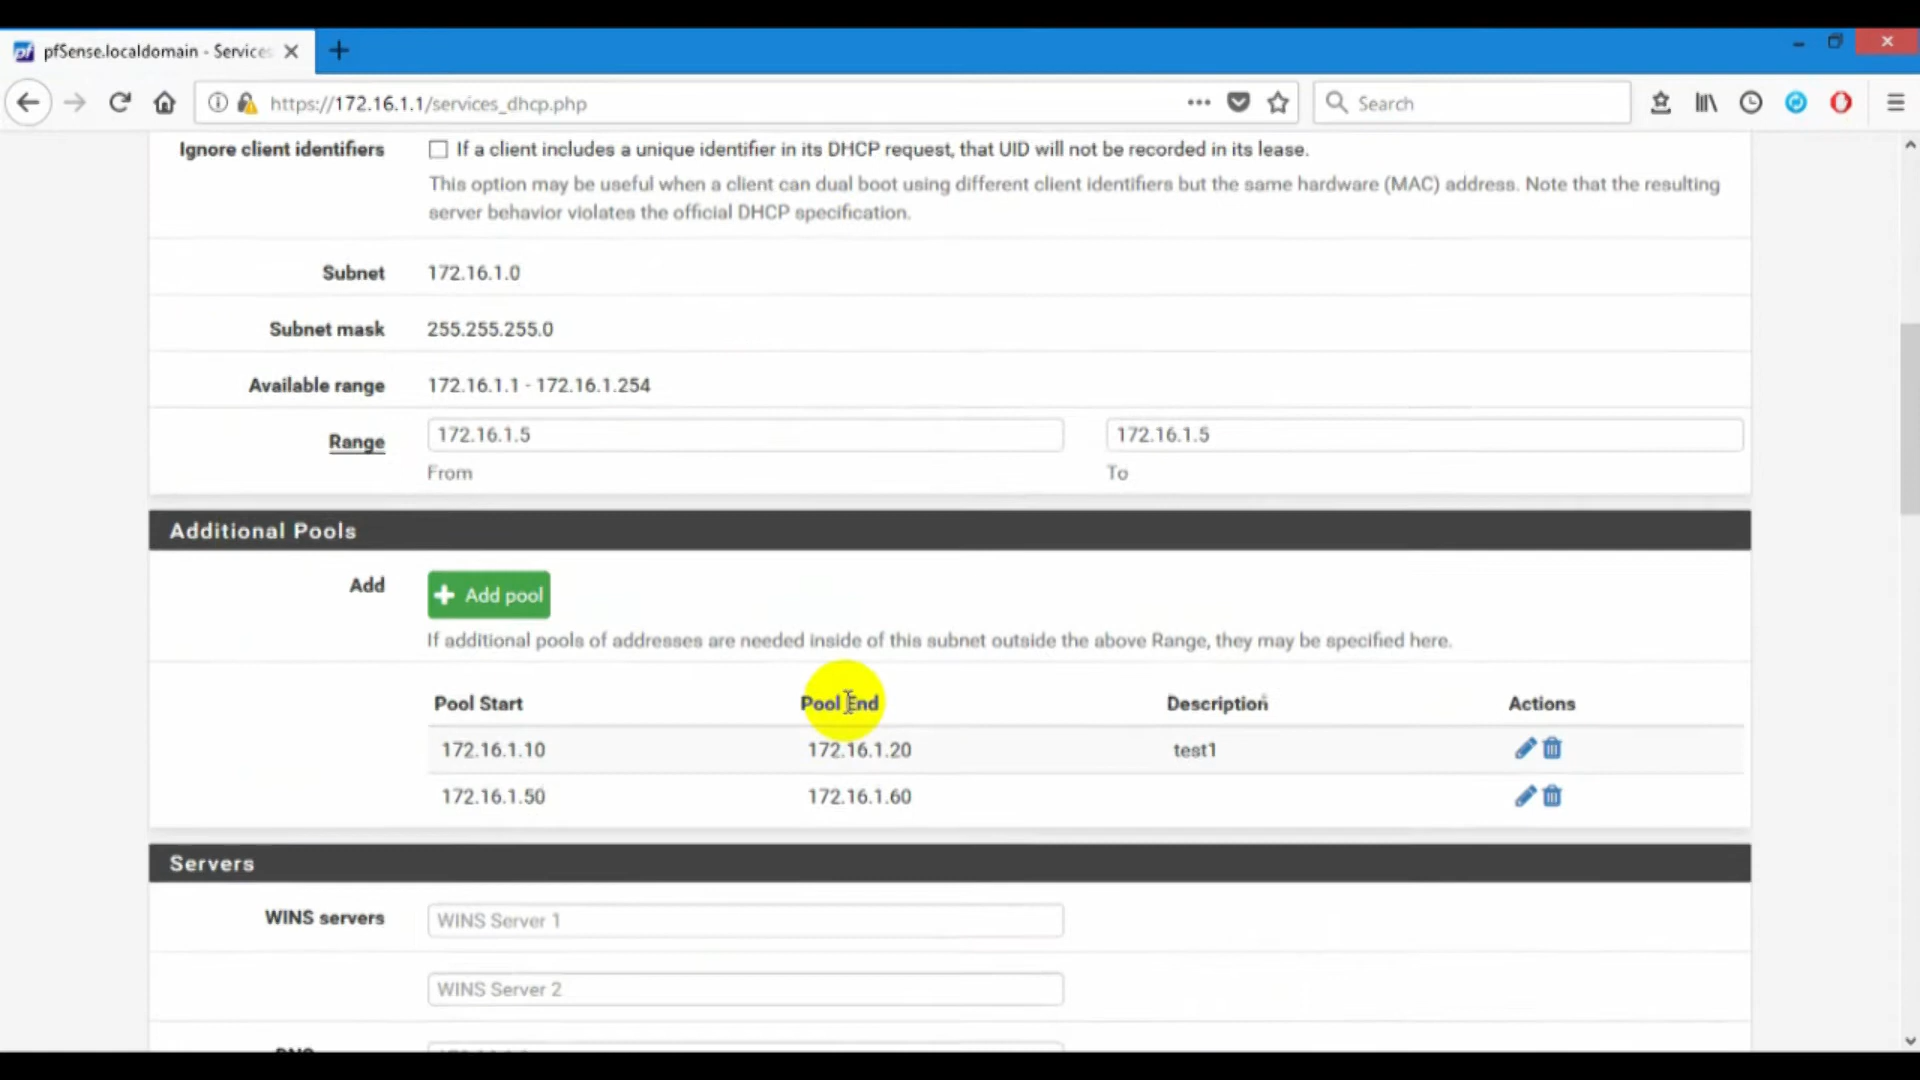 pfSense.localdomain - Services
https://172.16.1.1/services_dhcp.php
Search
Ignore client identifiers
If a client includes a unique identifier in its DHCP request, that UID will not be recorded in its lease.
This option may be useful when a client can dual boot using different client identifiers but the same hardware (MAC) address. Note that the resulting
server behavior violates the official DHCP specification.
Subnet 172.16.1.0
Subnet mask 255.255.255.0
Available range 172.16.1.1 - 172.16.1.254
Range 172.16.1.5 172.16.1.5
From To
Additional Pools
Add Add pool
If additional pools of addresses are needed inside of this subnet outside the above Range, they may be specified here.
Pool Start Pool End Description Actions
172.16.1.10 172.16.1.20 test1
172.16.1.50 172.16.1.60
Servers
WINS servers WINS Server 1
WINS Server 2